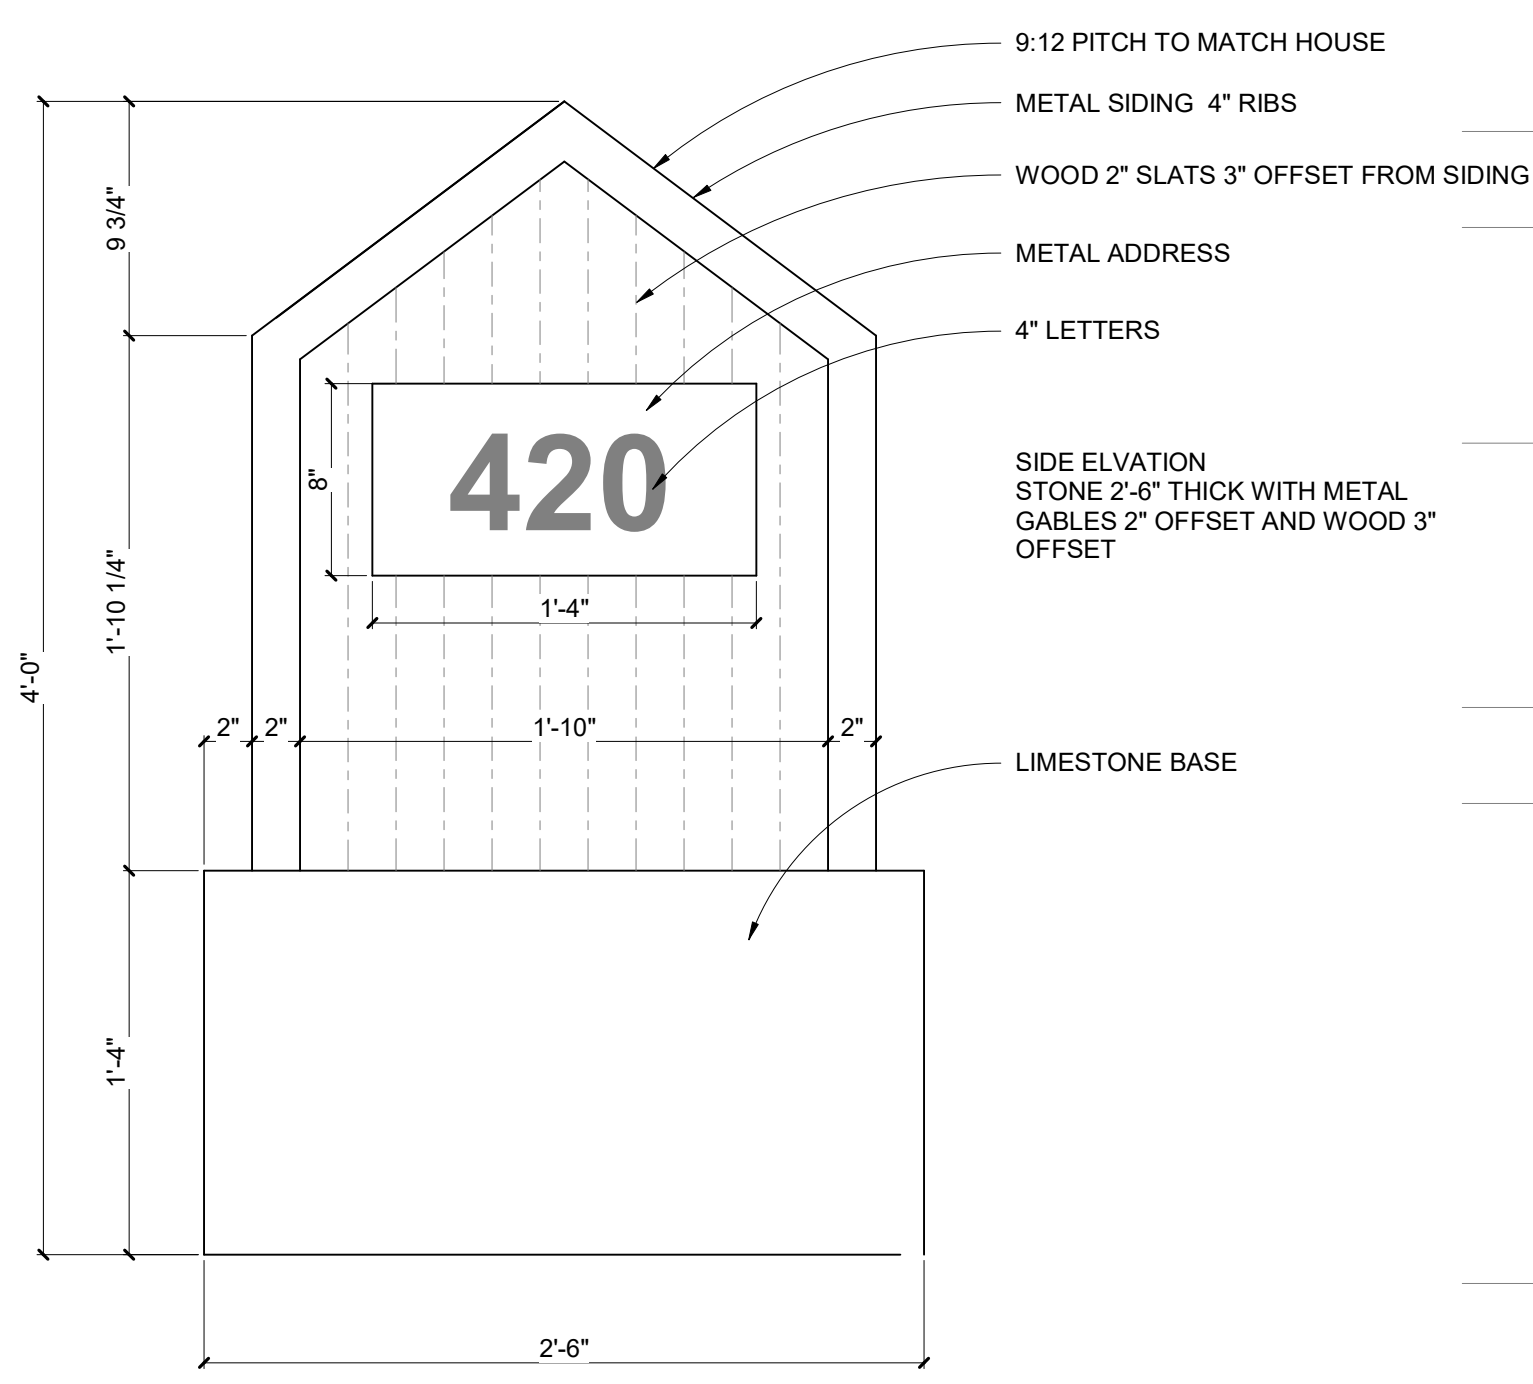 9:12 PITCH TO MATCH HOUSE
METAL SIDING  4" RIBS
WOOD 2" SLATS 3" OFFSET FROM SIDING
9 3/4"
METAL ADDRESS
4" LETTERS
420
8"
SIDE ELVATION
STONE 2'-6" THICK WITH METAL
GABLES 2" OFFSET AND WOOD 3"
OFFSET
1'-4"
1'-10 1/4"
4'-0"
2"
2"
1'-10"
2"
LIMESTONE BASE
1'-4"
2'-6"